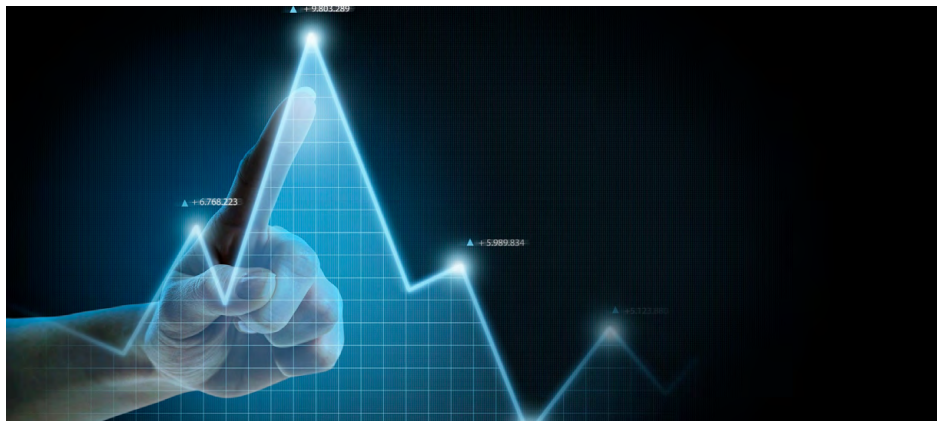 ▲ + 9.803.289
▲ + 6.768.223
▲ + 5.989.834